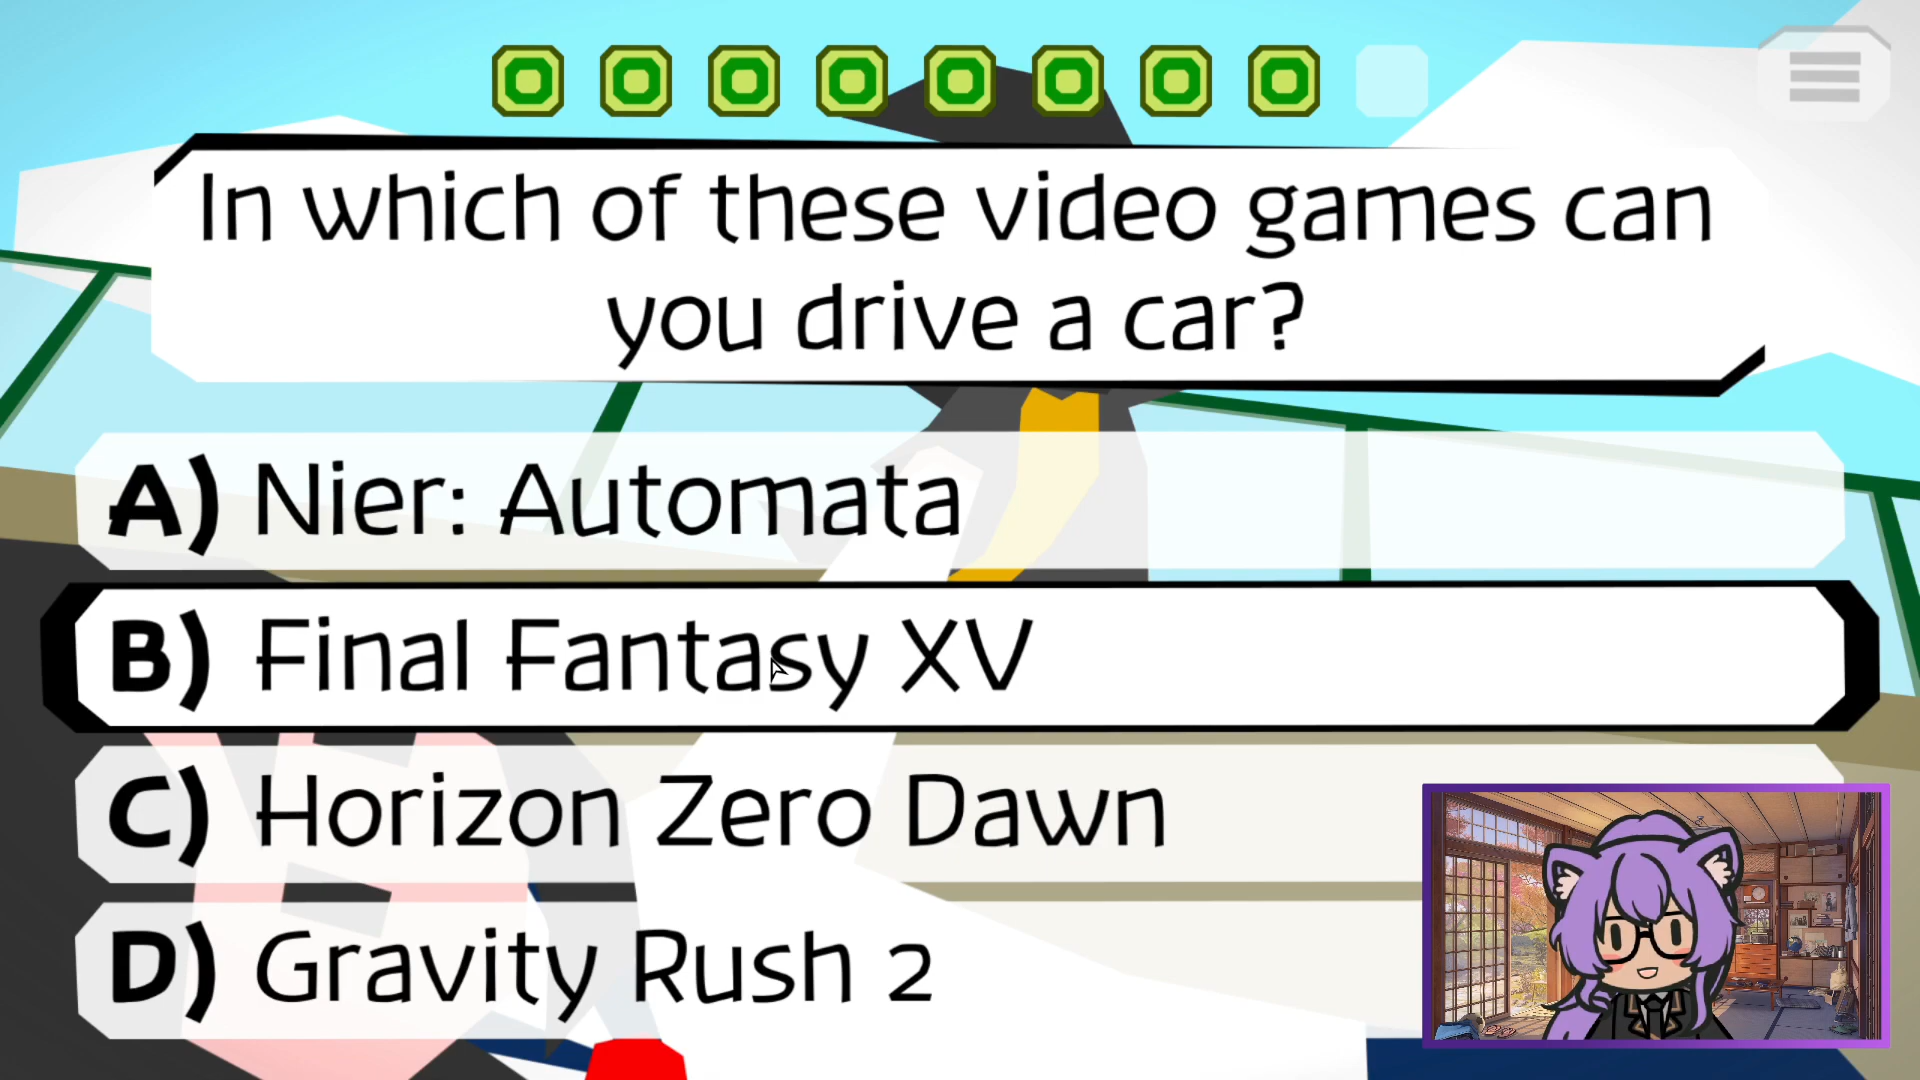 In which of these video games can
you drive a car?
A) Nier: Automata
B) Final Fantasy XV
C) Horizon Zero Dawn
D) Gravity Rush 2